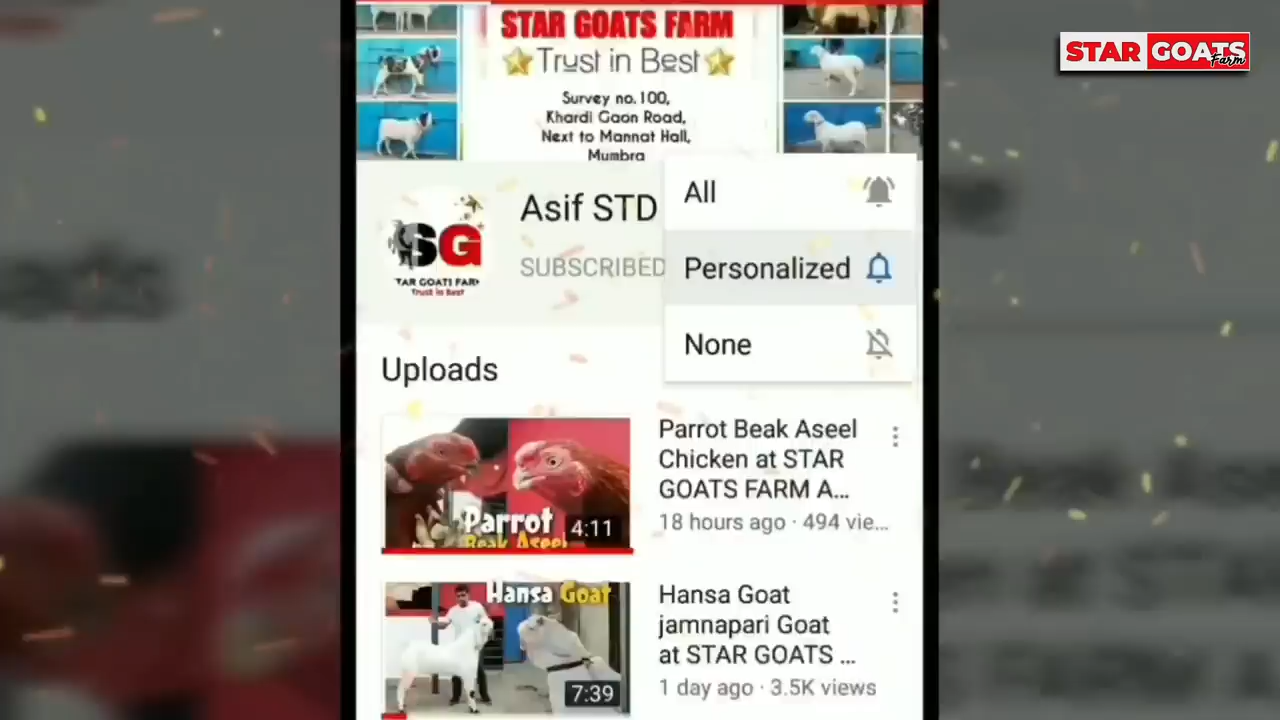 STAR GOATS FARM
Trust in Best
Survey no.100,
Khardi Gaon Road,
Next to Mannat Hall,
Mumbra
STAR GOATS
Farm
SG
TAR GOATS FAR
Trust in Best
Asif STD
SUBSCRIBED
All
Personalized
None
Uploads
Parrot
Beak Aseel
4:11
Parrot Beak Aseel
Chicken at STAR
GOATS FARM A...
18 hours ago · 494 vie...
Hansa Goat
7:39
Hansa Goat
jamnapari Goat
at STAR GOATS ...
1 day ago · 3.5K views